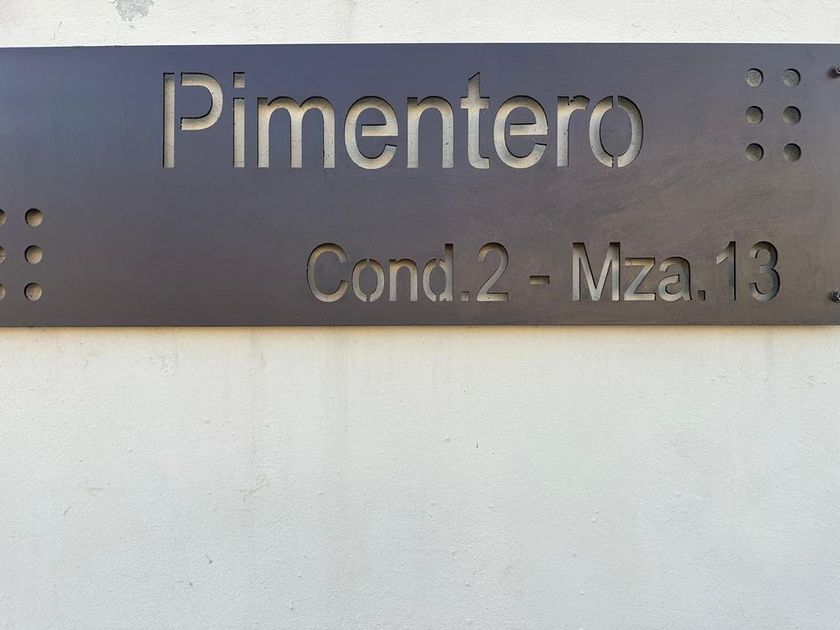 Pimentero
Cond.2 - Mza.13